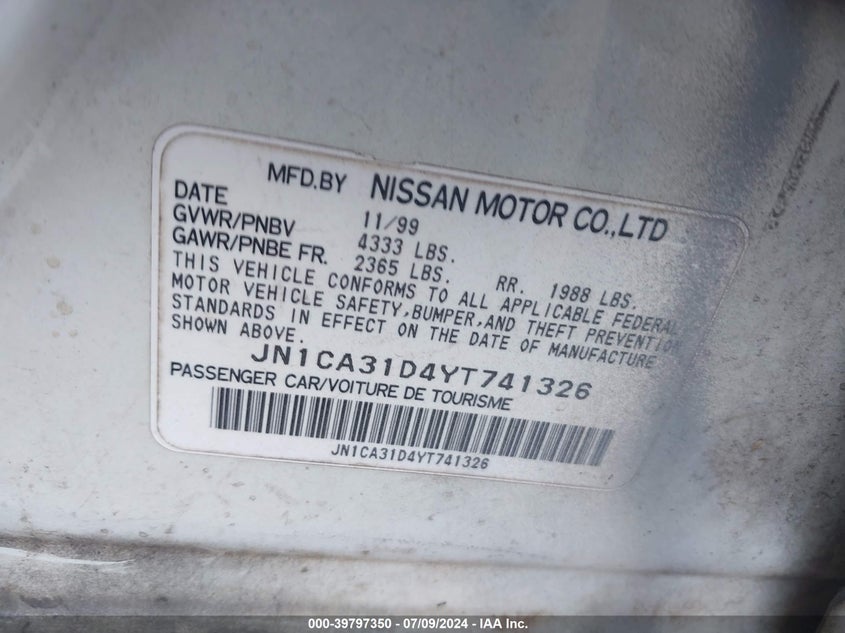 MFD.BY NISSAN MOTOR CO.,LTD
DATE 11/99
GVWR/PNBV 4333 LBS.
GAWR/PNBE FR. 2365 LBS. RR. 1988 LBS.
THIS VEHICLE CONFORMS TO ALL APPLICABLE FEDERAL
MOTOR VEHICLE SAFETY,BUMPER,AND THEFT PREVENTION
STANDARDS IN EFFECT ON THE DATE OF MANUFACTURE
SHOWN ABOVE.
JN1CA31D4YT741326
PASSENGER CAR/VOITURE DE TOURISME
JN1CA31D4YT741326
000-39797350 - 07/09/2024 - IAA Inc.